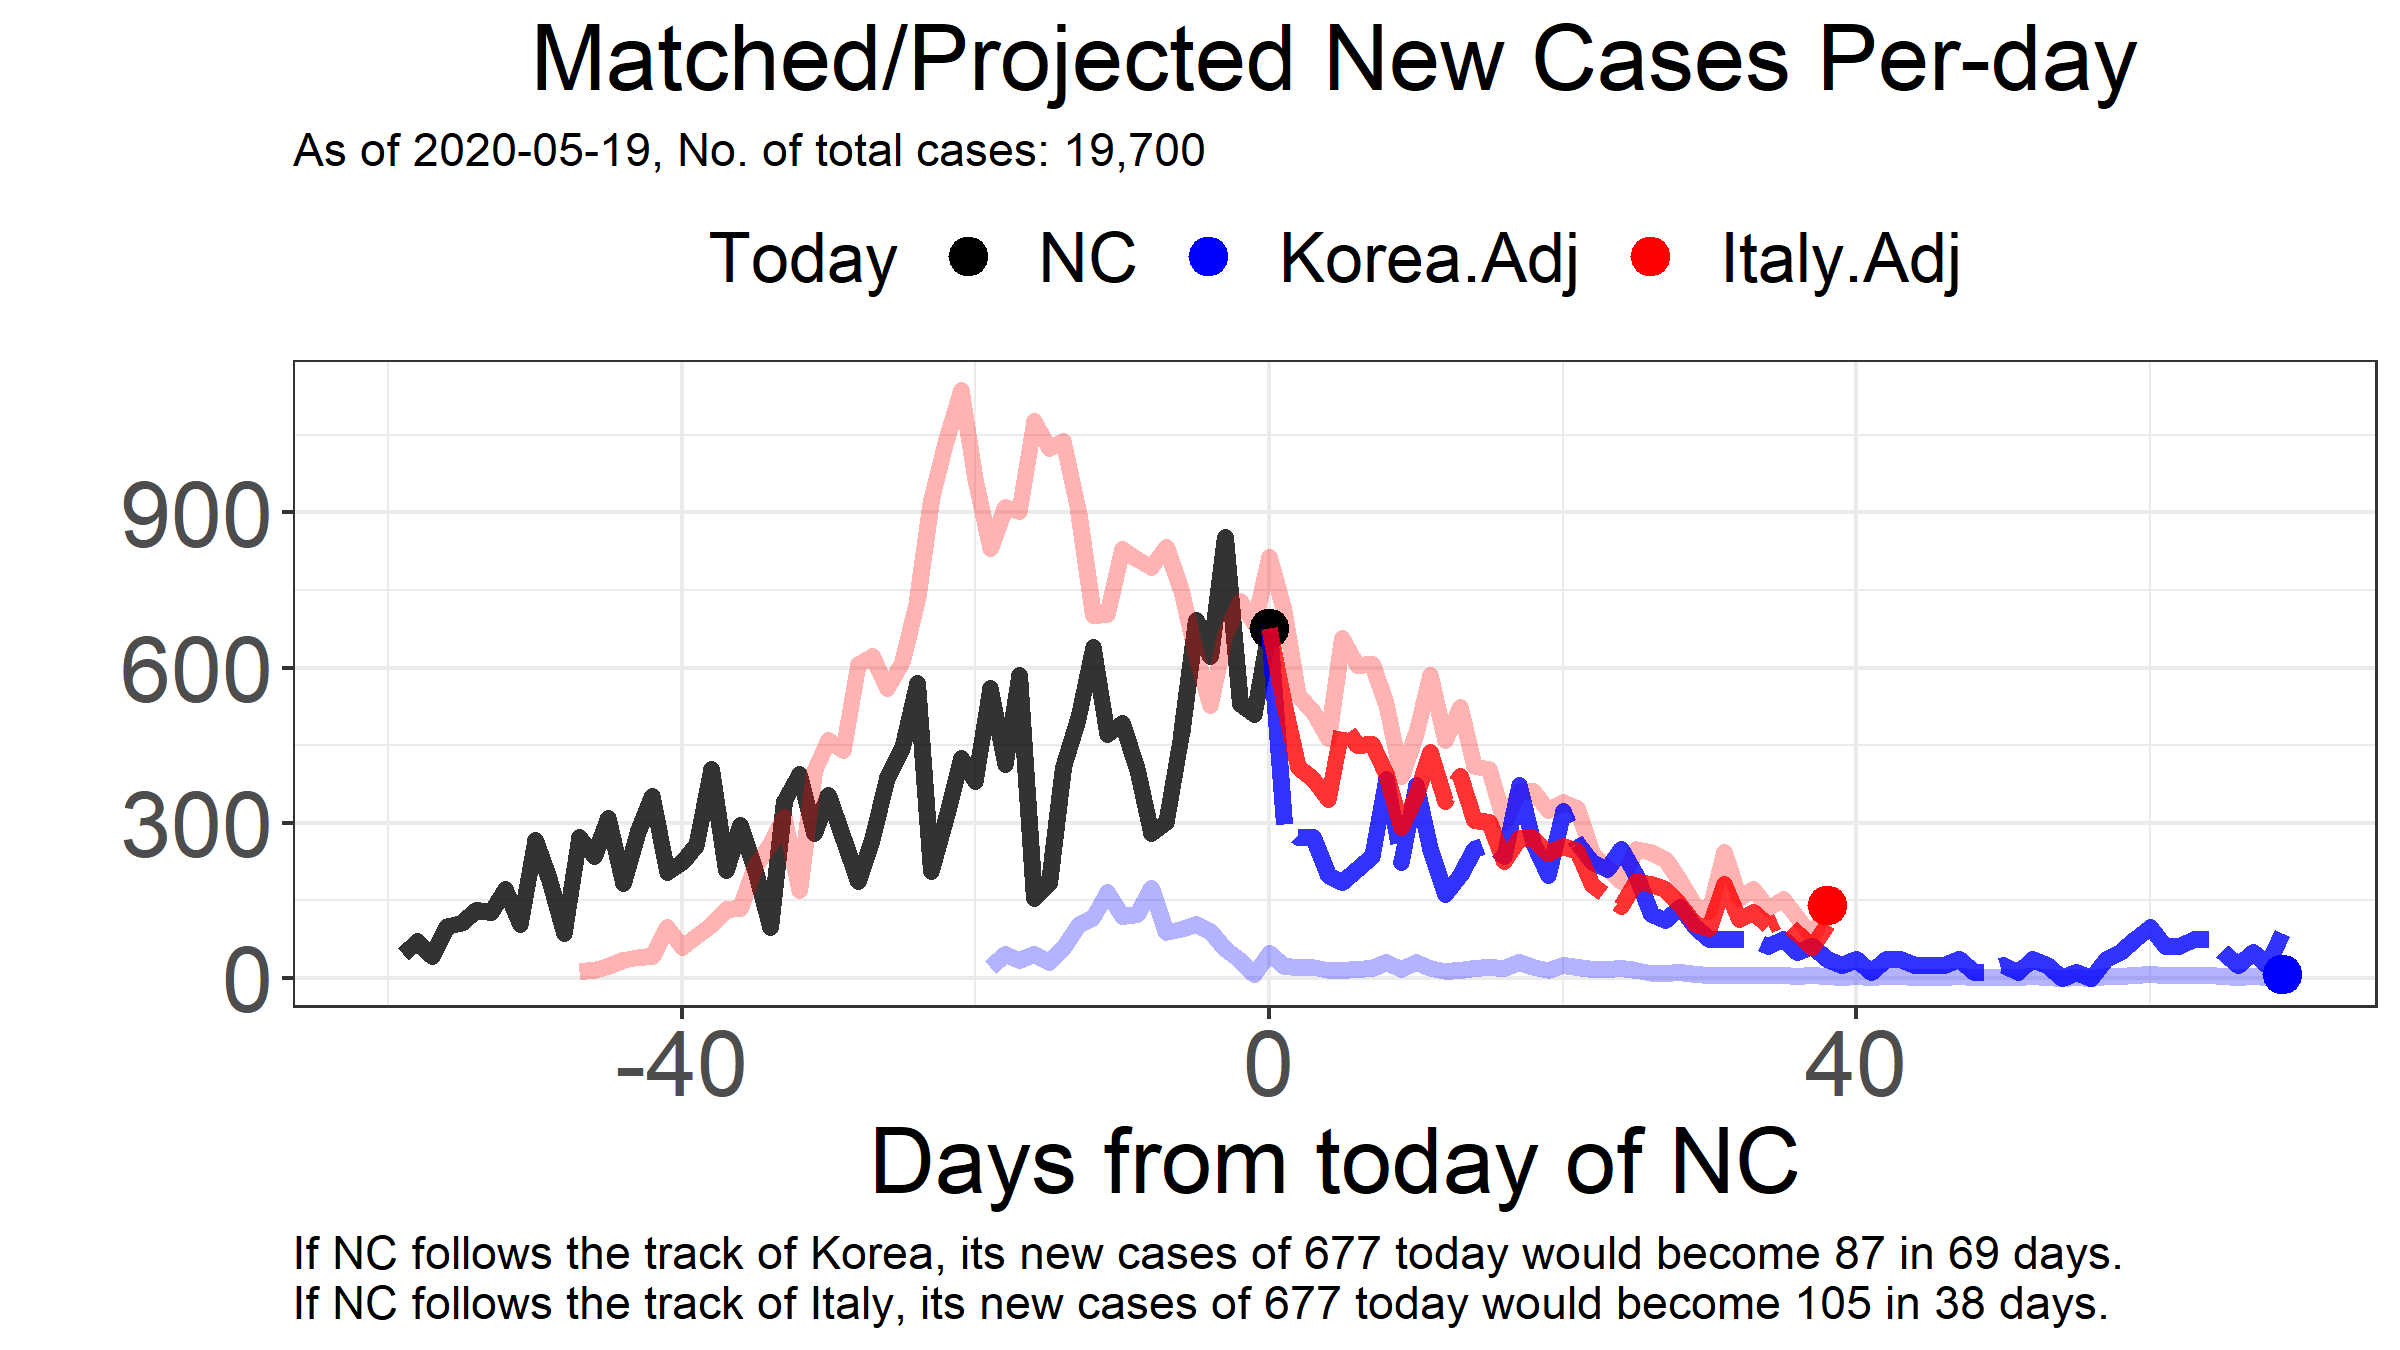 Matched/Projected New Cases Per-day
As of 2020-05-19, No. of total cases: 19,700
Today NC Korea.Adj Italy.Adj
900
600
300
0
-40 0 40
Days from today of NC
If NC follows the track of Korea, its new cases of 677 today would become 87 in 69 days.
If NC follows the track of Italy, its new cases of 677 today would become 105 in 38 days.